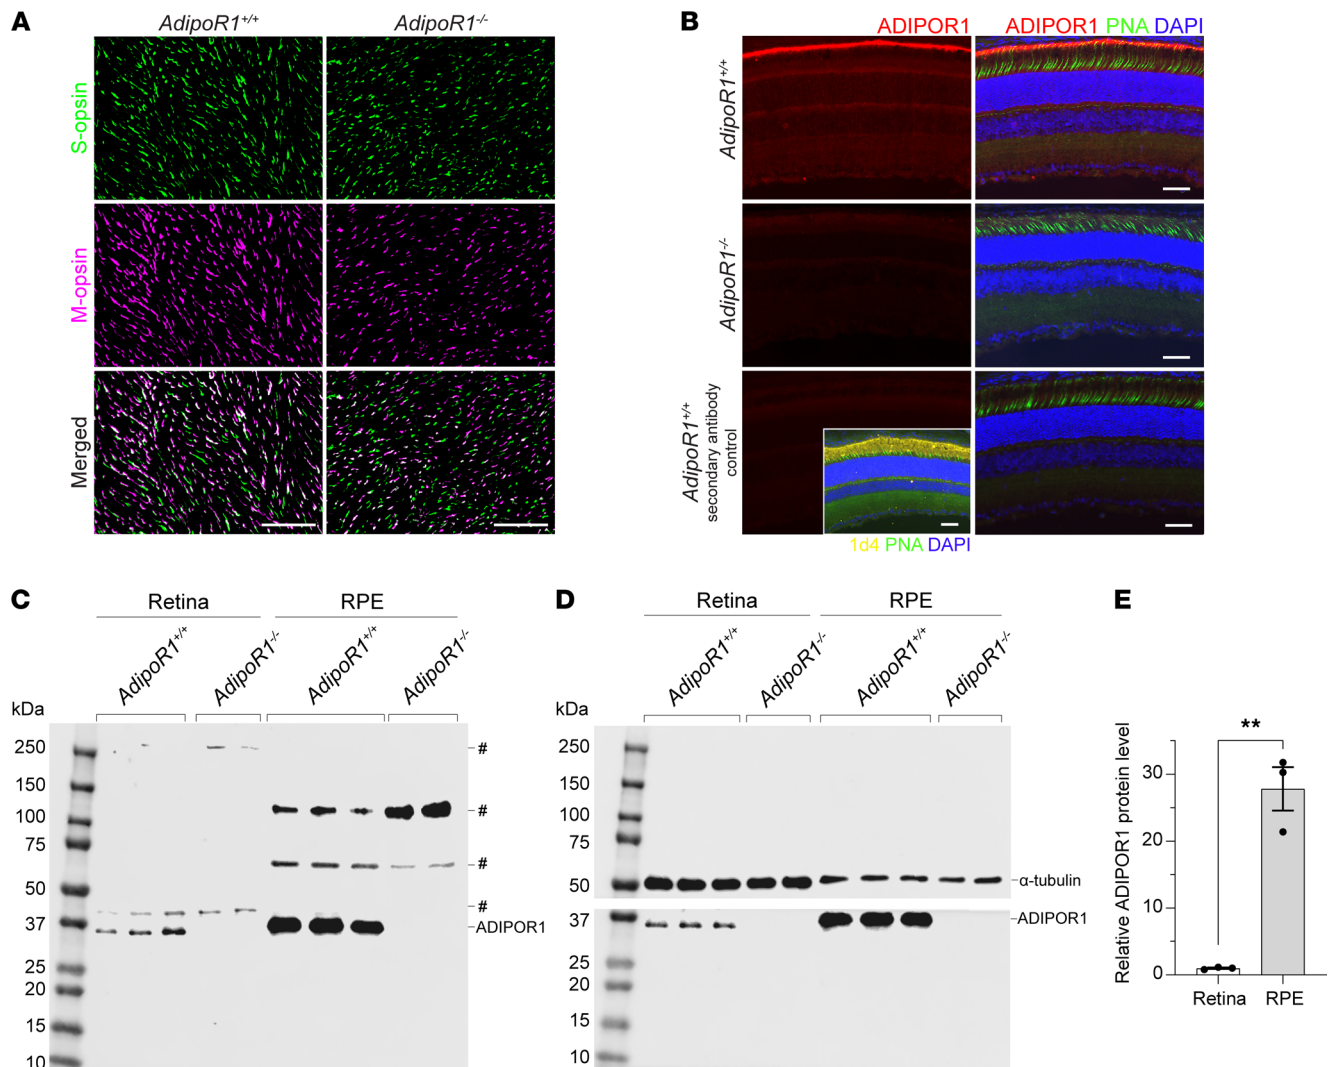 A
AdipoR1+/+
AdipoR1-/-
S-opsin
M-opsin
Merged
B
ADIPOR1
ADIPOR1 PNA DAPI
AdipoR1+/+
AdipoR1-/-
AdipoR1+/+
secondary antibody
control
1d4 PNA DAPI
C
Retina
RPE
AdipoR1+/+
AdipoR1-/-
AdipoR1+/+
AdipoR1-/-
kDa
250
150
100
75
50
37
25
20
15
10
#
#
#
#
ADIPOR1
D
Retina
RPE
AdipoR1+/+
AdipoR1-/-
AdipoR1+/+
AdipoR1-/-
kDa
250
150
100
75
50
37
25
20
15
10
α-tubulin
ADIPOR1
E
**
Relative ADIPOR1 protein level
30
20
10
0
Retina
RPE